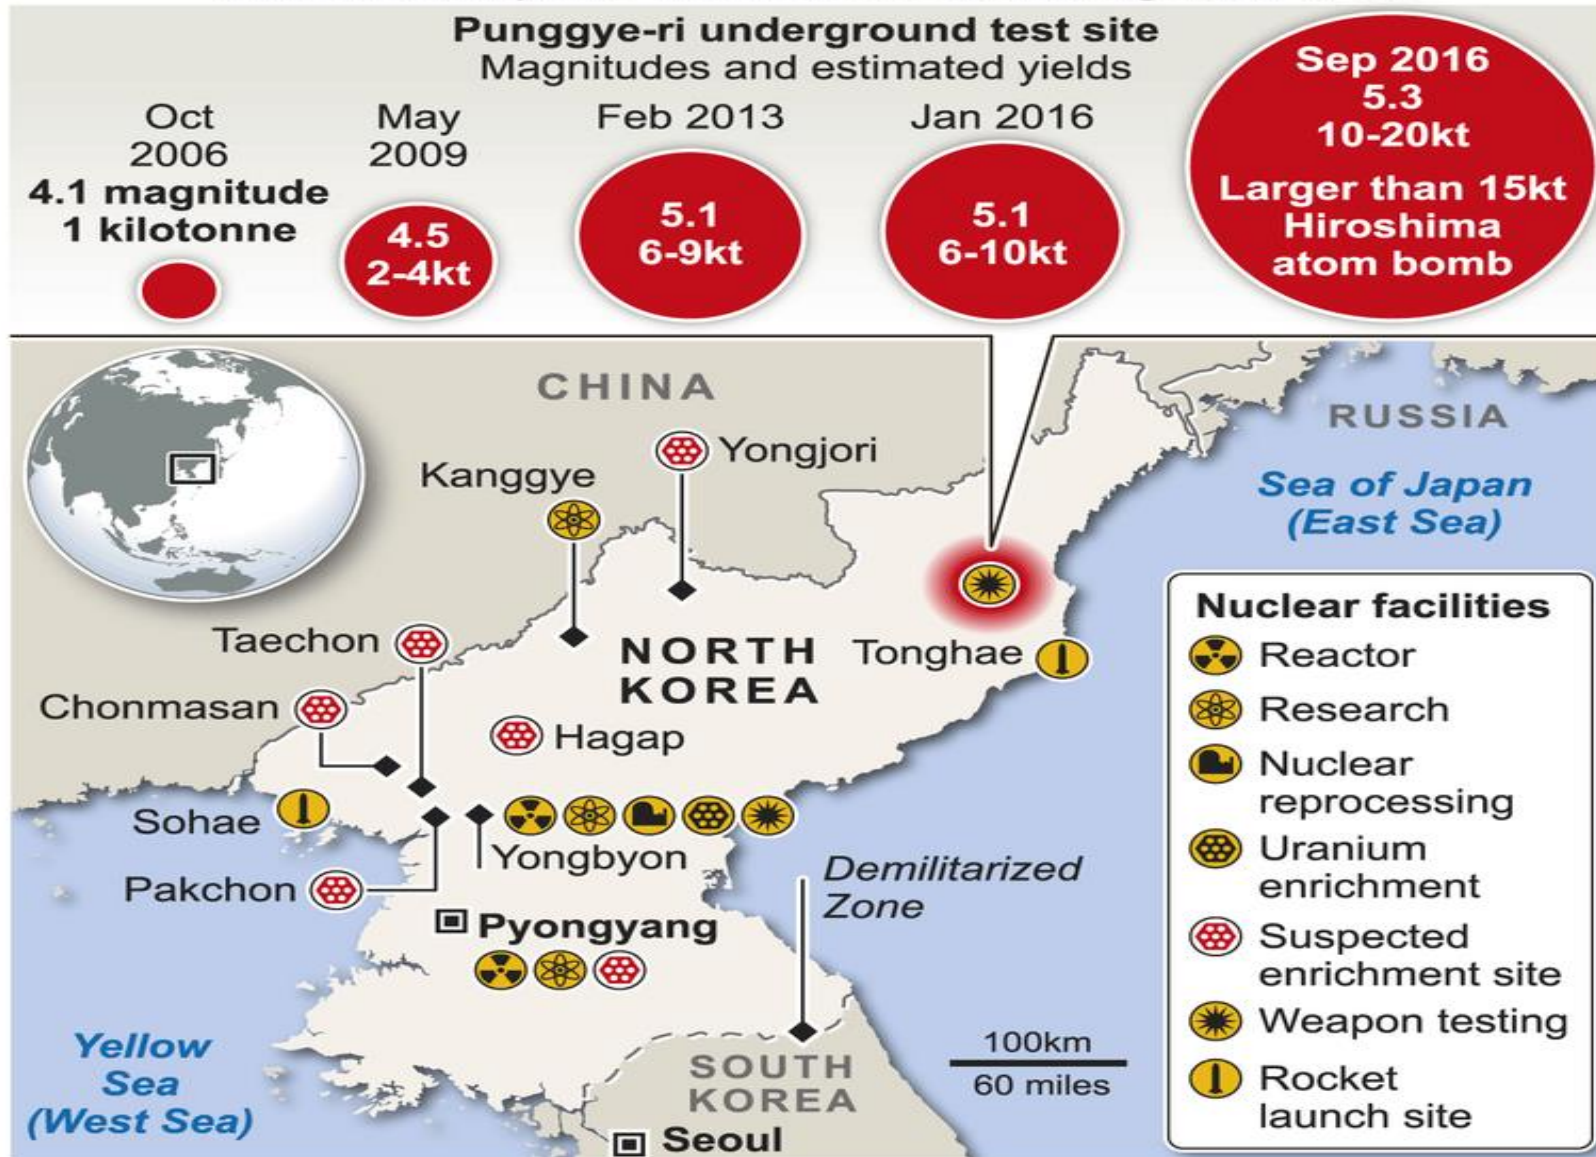 Punggye-ri underground test site
Magnitudes and estimated yields
Oct
2006
4.1 magnitude
1 kilotonne
May
2009
4.5
2-4kt
Feb 2013
5.1
6-9kt
Jan 2016
5.1
6-10kt
Sep 2016
5.3
10-20kt
Larger than 15kt
Hiroshima
atom bomb
CHINA
RUSSIA
Yongjori
Kanggye
Sea of Japan
(East Sea)
Taechon
NORTH
KOREA
Tonghae
Chonmasan
Hagap
Sohae
Yongbyon
Pakchon
Demilitarized
Zone
Pyongyang
Yellow
Sea
(West Sea)
SOUTH
KOREA
Seoul
100km
60 miles
Nuclear facilities
Reactor
Research
Nuclear
reprocessing
Uranium
enrichment
Suspected
enrichment site
Weapon testing
Rocket
launch site